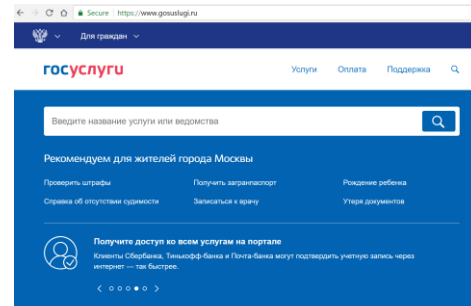 Secure | https://www.gosuslugi.ru
Для граждан
госуслуги
Услуги Оплата Поддержка
Введите название услуги или ведомства
Рекомендуем для жителей города Москвы
Проверить штрафы Получить загранпаспорт Рождение ребенка
Справка об отсутствии судимости Записаться к врачу Утеря документов
Получите доступ ко всем услугам на портале
Клиенты Сбербанка, Тинькофф-банка и Почта-банка могут подтвердить учетную запись через
интернет — так быстрее.